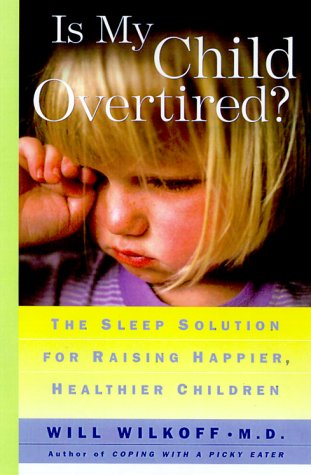 Is My
Child
Overtired?
THE SLEEP SOLUTION
FOR RAISING HAPPIER,
HEALTHIER CHILDREN
WILL WILKOFF • M.D.
Author of COPING WITH A PICKY EATER